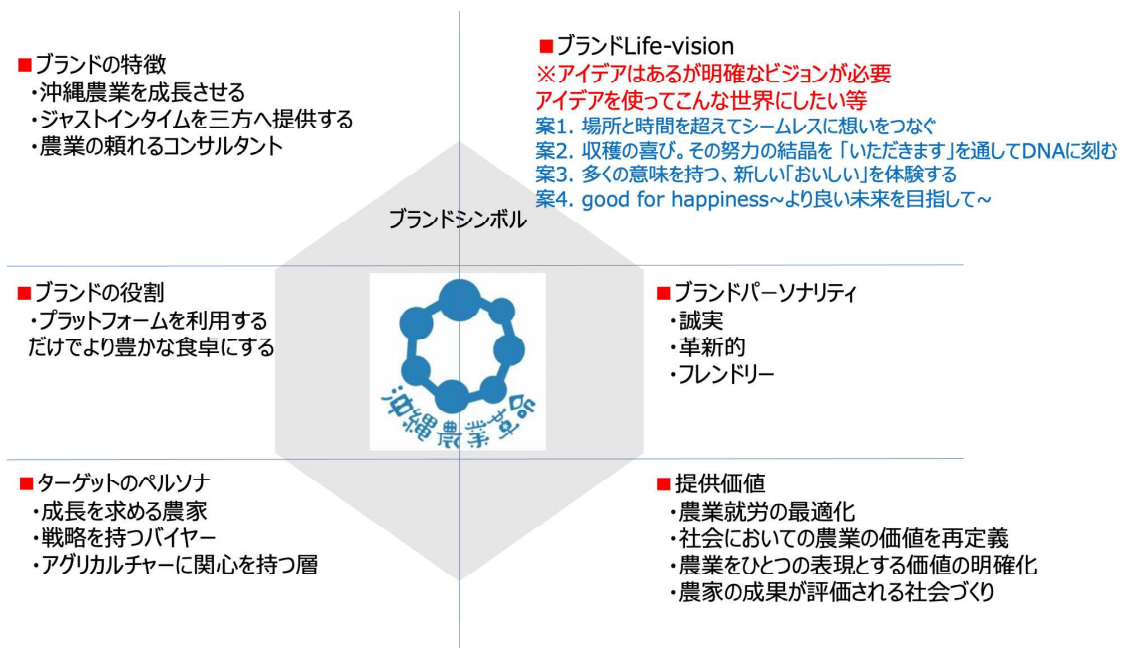 ■ブランドの特徴
・沖縄農業を成長させる
・ジャストインタイムを三方へ提供する
・農業の頼れるコンサルタント
■ブランドLife-vision
※アイデアはあるが明確なビジョンが必要
アイデアを使ってこんな世界にしたい等
案1. 場所と時間を超えてシームレスに想いをつなぐ
案2. 収穫の喜び。その努力の結晶を「いただきます」を通してDNAに刻む
案3. 多くの意味を持つ、新しい「おいしい」を体験する
案4. good for happiness~より良い未来を目指して~
ブランドシンボル
■ブランドの役割
・プラットフォームを利用する
だけでより豊かな食卓にする
沖縄農業草品
■ブランドパーソナリティ
・誠実
・革新的
・フレンドリー
■ターゲットのペルソナ
・成長を求める農家
・戦略を持つバイヤー
・アグリカルチャーに関心を持つ層
■提供価値
・農業就労の最適化
・社会においての農業の価値を再定義
・農業をひとつの表現とする価値の明確化
・農家の成果が評価される社会づくり